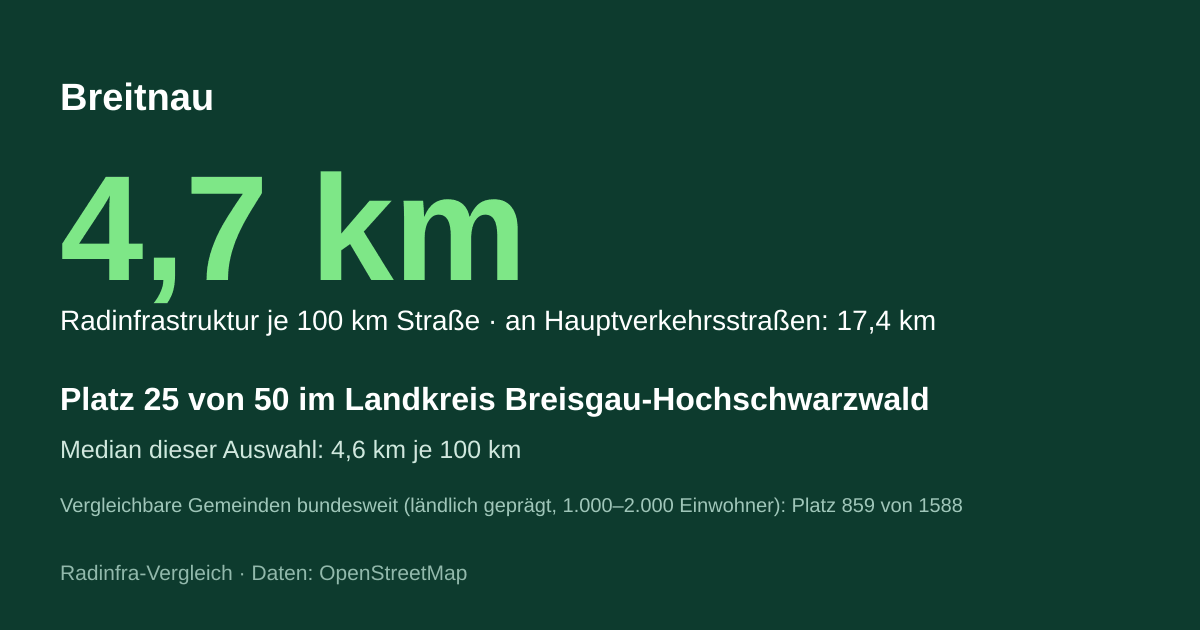 Breitnau
4,7 km
Radinfrastruktur je 100 km Straße · an Hauptverkehrsstraßen: 17,4 km
Platz 25 von 50 im Landkreis Breisgau-Hochschwarzwald
Median dieser Auswahl: 4,6 km je 100 km
Vergleichbare Gemeinden bundesweit (ländlich geprägt, 1.000–2.000 Einwohner): Platz 859 von 1588
Radinfra-Vergleich · Daten: OpenStreetMap